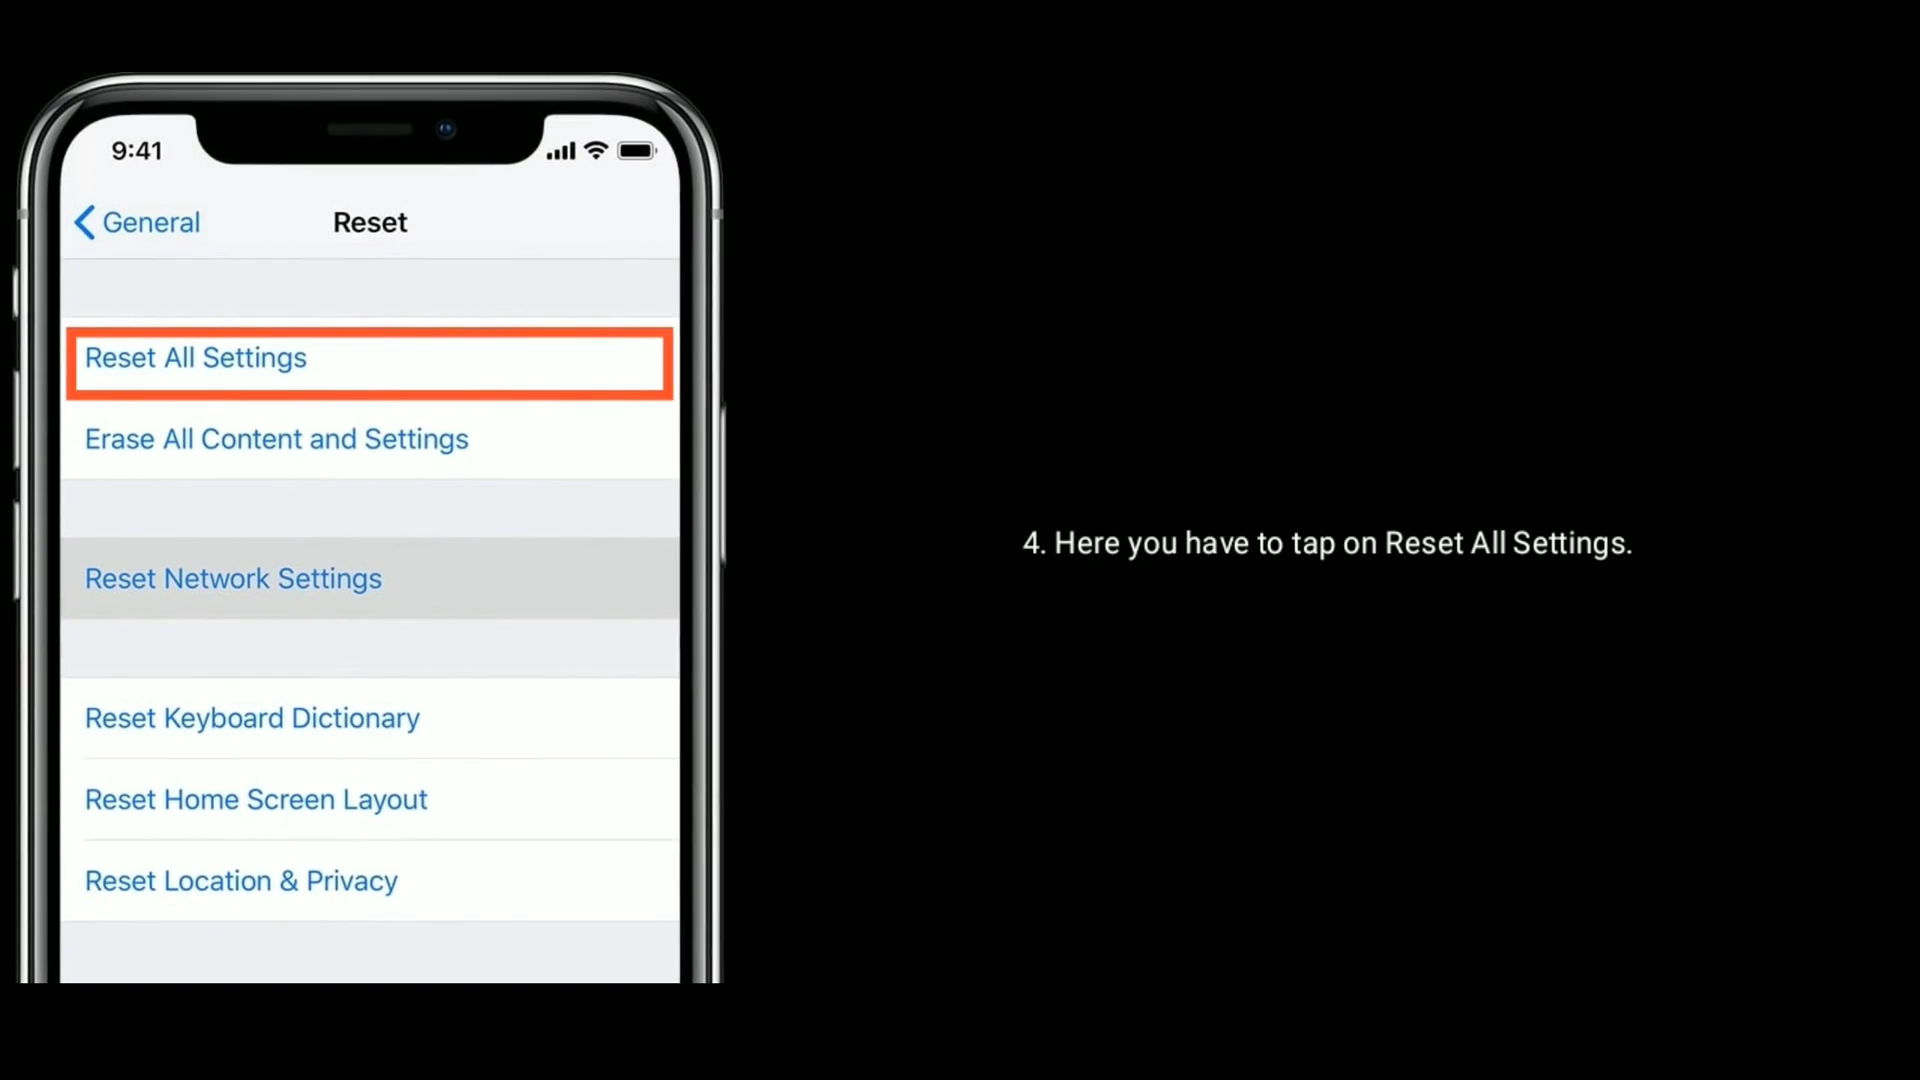 9:41
General
Reset
Reset All Settings
Erase All Content and Settings
Reset Network Settings
Reset Keyboard Dictionary
Reset Home Screen Layout
Reset Location & Privacy
4. Here you have to tap on Reset All Settings.